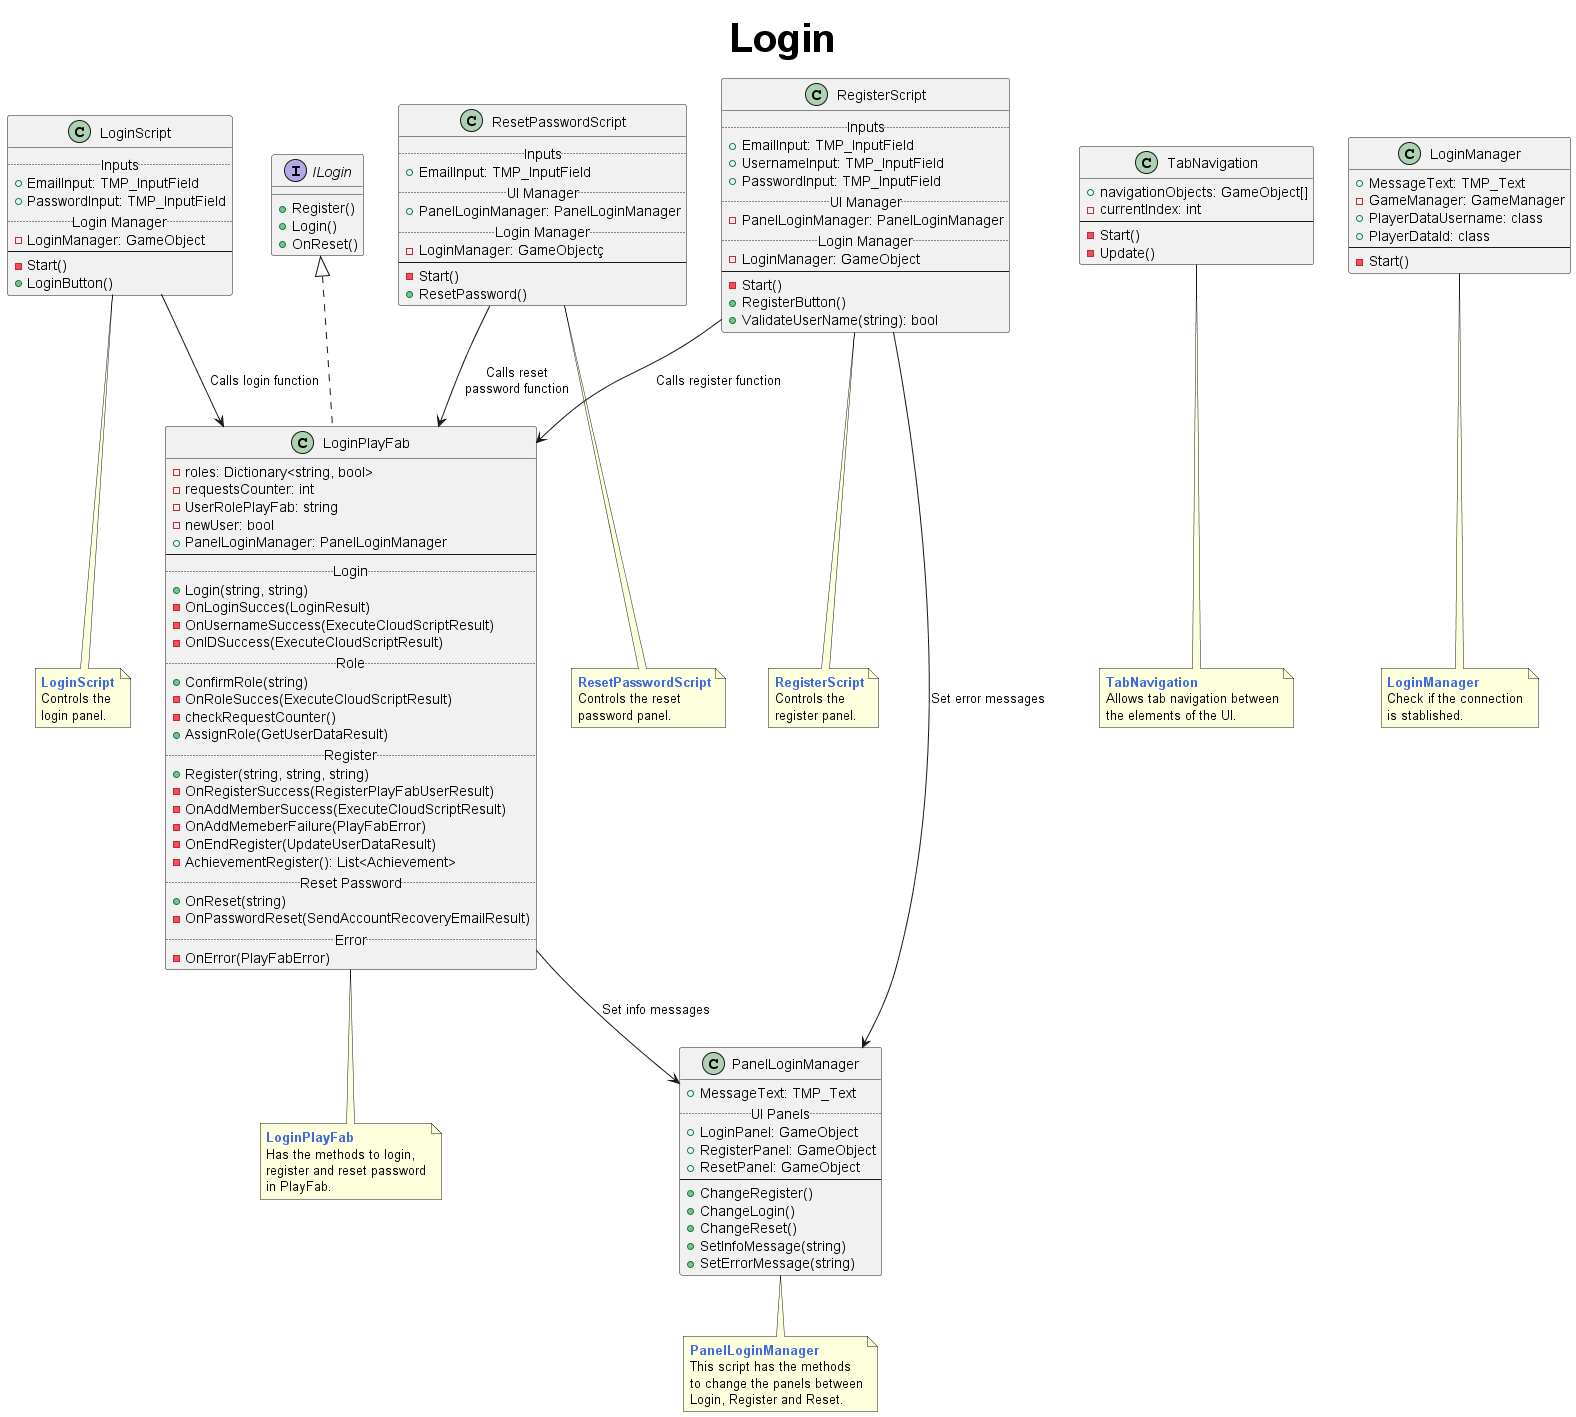 Login
C LoginScript
Inputs
EmailInput: TMP_InputField
PasswordInput: TMP_InputField
Login Manager
LoginManager: GameObject
Start()
LoginButton()
I ILogin
Register()
Login()
OnReset()
C ResetPasswordScript
Inputs
EmailInput: TMP_InputField
UI Manager
PanelLoginManager: PanelLoginManager
Login Manager
LoginManager: GameObjectç
Start()
ResetPassword()
C RegisterScript
Inputs
EmailInput: TMP_InputField
UsernameInput: TMP_InputField
PasswordInput: TMP_InputField
UI Manager
PanelLoginManager: PanelLoginManager
Login Manager
LoginManager: GameObject
Start()
RegisterButton()
ValidateUserName(string): bool
C TabNavigation
navigationObjects: GameObject[]
currentIndex: int
Start()
Update()
C LoginManager
MessageText: TMP_Text
GameManager: GameManager
PlayerDataUsername: class
PlayerDataId: class
Start()
Calls login function
Calls reset
password function
Calls register function
C LoginPlayFab
roles: Dictionary<string, bool>
requestsCounter: int
UserRolePlayFab: string
newUser: bool
PanelLoginManager: PanelLoginManager
Login
Login(string, string)
OnLoginSucces(LoginResult)
OnUsernameSuccess(ExecuteCloudScriptResult)
OnIDSuccess(ExecuteCloudScriptResult)
Role
ConfirmRole(string)
OnRoleSucces(ExecuteCloudScriptResult)
checkRequestCounter()
AssignRole(GetUserDataResult)
Register
Register(string, string, string)
OnRegisterSuccess(RegisterPlayFabUserResult)
OnAddMemberSuccess(ExecuteCloudScriptResult)
OnAddMemeberFailure(PlayFabError)
OnEndRegister(UpdateUserDataResult)
AchievementRegister(): List<Achievement>
Reset Password
OnReset(string)
OnPasswordReset(SendAccountRecoveryEmailResult)
Error
OnError(PlayFabError)
LoginScript
Controls the
login panel.
ResetPasswordScript
Controls the reset
password panel.
RegisterScript
Controls the
register panel.
Set error messages
TabNavigation
Allows tab navigation between
the elements of the UI.
LoginManager
Check if the connection
is stablished.
Set info messages
LoginPlayFab
Has the methods to login,
register and reset password
in PlayFab.
C PanelLoginManager
MessageText: TMP_Text
UI Panels
LoginPanel: GameObject
RegisterPanel: GameObject
ResetPanel: GameObject
ChangeRegister()
ChangeLogin()
ChangeReset()
SetInfoMessage(string)
SetErrorMessage(string)
PanelLoginManager
This script has the methods
to change the panels between
Login, Register and Reset.